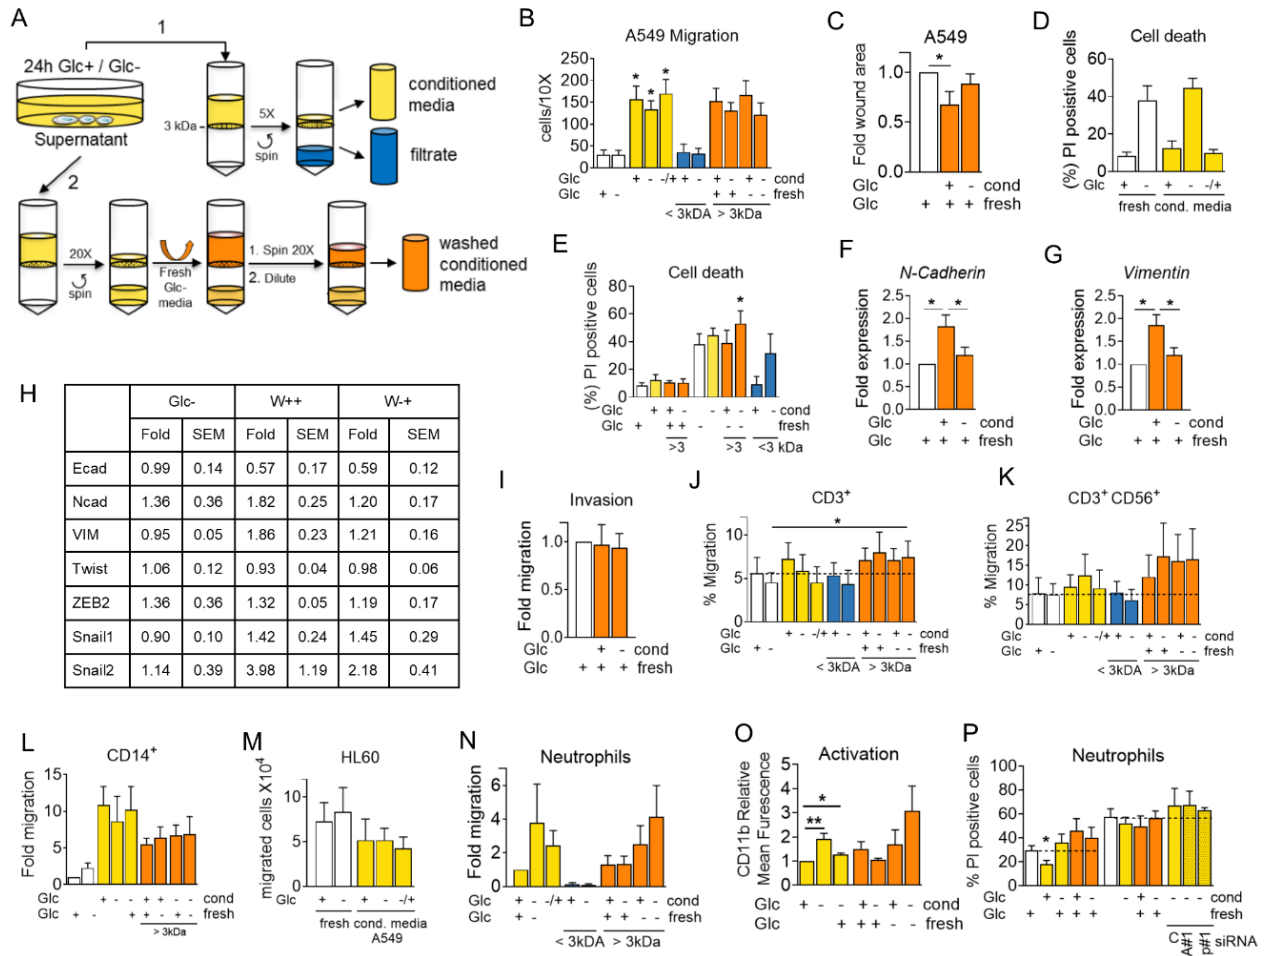 A
1
24h Glc+ / Glc-
Supernatant
3 kDa
5X
spin
conditioned
media
filtrate
2
20X
spin
Fresh
Glc-
media
1. Spin 20X
2. Dilute
washed
conditioned
media
B
A549 Migration
cells/10X
250
200
150
100
50
0
* * *
Glc + - -/+ + - + - + - cond
Glc + - + + - - fresh
< 3kDA > 3kDa
C
A549
Fold wound area
1.0
0.5
0.0
*
Glc + - cond
Glc + + + fresh
D
Cell death
(%) PI posistive cells
60
40
20
0
Glc + - + - -/+
fresh cond. media
E
Cell death
(%) PI positive cells
80
60
40
20
0
*
Glc + + - - + - + - cond
Glc + + + - - - fresh
>3 >3 <3 kDa
F
N-Cadherin
Fold expression
2.5
2.0
1.5
1.0
0.5
0.0
* *
Glc + - cond
Glc + + + fresh
G
Vimentin
Fold expression
2.5
2.0
1.5
1.0
0.5
0.0
* *
Glc + - cond
Glc + + + fresh
H
Glc- W++ W-+
Fold SEM Fold SEM Fold SEM
Ecad 0.99 0.14 0.57 0.17 0.59 0.12
Ncad 1.36 0.36 1.82 0.25 1.20 0.17
VIM 0.95 0.05 1.86 0.23 1.21 0.16
Twist 1.06 0.12 0.93 0.04 0.98 0.06
ZEB2 1.36 0.36 1.32 0.05 1.19 0.17
Snail1 0.90 0.10 1.42 0.24 1.45 0.29
Snail2 1.14 0.39 3.98 1.19 2.18 0.41
I
Invasion
Fold migration
1.0
0.5
0.0
Glc + - cond
Glc + + + fresh
J
CD3+
% Migration
10
5
0
*
Glc + - -/+ + - + - + - cond
Glc + - + + - - fresh
< 3kDA > 3kDa
K
CD3+ CD56+
% Migration
25
20
15
10
5
0
Glc + - -/+ + - + - + - cond
Glc + - + + - - fresh
< 3kDA > 3kDa
L
CD14+
Fold migration
15
10
5
0
Glc + - - + + - - cond
Glc + - + + - + - fresh
> 3kDa
M
HL60
migrated cells X10⁴
10
5
0
Glc + - + - -/+
fresh cond. media
A549
N
Neutrophils
Fold migration
6
4
2
0
Glc + - -/+ + - + - + - cond
Glc + - + + - - fresh
< 3kDA > 3kDa
O
Activation
CD11b Relative
Mean Furescence
5
4
3
2
1
0
*
**
Glc + - - + - + - cond
Glc + + + - - fresh
P
Neutrophils
% PI positive cells
100
80
60
40
20
0
*
Glc + - + - - + - - - - cond
Glc + + + + + + fresh
C A#1 p#1 siRNA